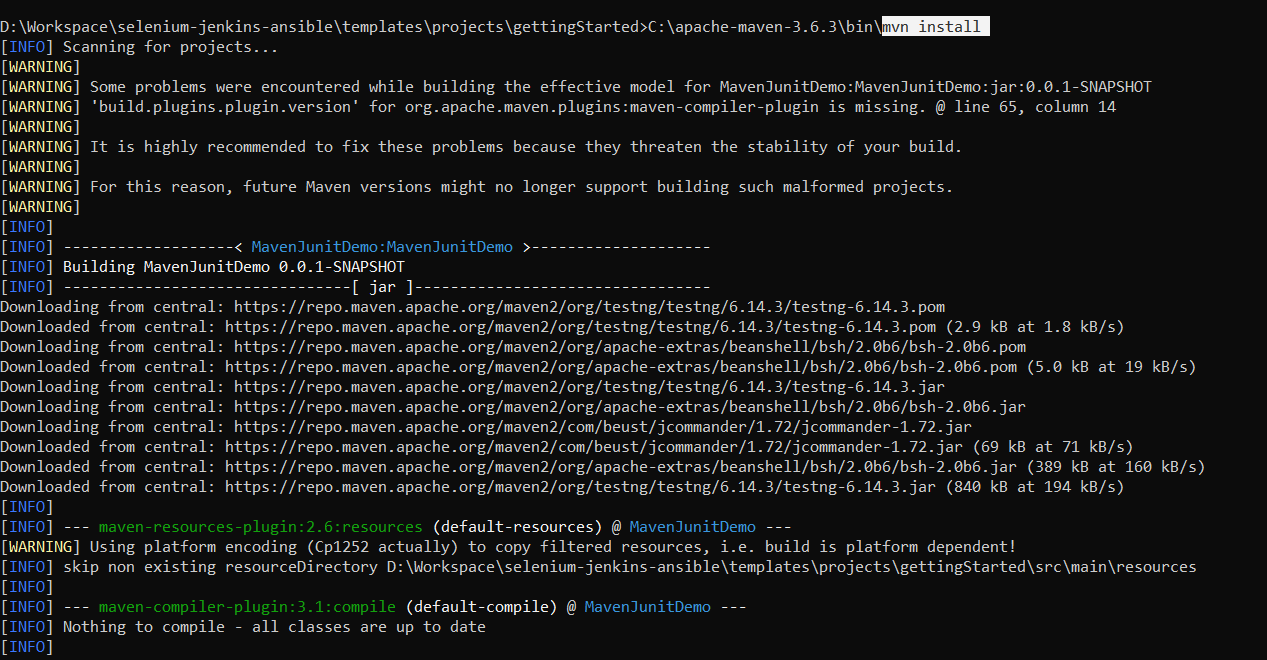 D:\Workspace\selenium-jenkins-ansible\templates\projects\gettingStarted>C:\apache-maven-3.6.3\bin\mvn install
[INFO] Scanning for projects...
[WARNING]
[WARNING] Some problems were encountered while building the effective model for MavenJunitDemo:MavenJunitDemo:jar:0.0.1-SNAPSHOT
[WARNING] 'build.plugins.plugin.version' for org.apache.maven.plugins:maven-compiler-plugin is missing. @ line 65, column 14
[WARNING]
[WARNING] It is highly recommended to fix these problems because they threaten the stability of your build.
[WARNING]
[WARNING] For this reason, future Maven versions might no longer support building such malformed projects.
[WARNING]
[INFO]
[INFO] -------------------< MavenJunitDemo:MavenJunitDemo >--------------------
[INFO] Building MavenJunitDemo 0.0.1-SNAPSHOT
[INFO] --------------------------------[ jar ]---------------------------------
Downloading from central: https://repo.maven.apache.org/maven2/org/testng/testng/6.14.3/testng-6.14.3.pom
Downloaded from central: https://repo.maven.apache.org/maven2/org/testng/testng/6.14.3/testng-6.14.3.pom (2.9 kB at 1.8 kB/s)
Downloading from central: https://repo.maven.apache.org/maven2/org/apache-extras/beanshell/bsh/2.0b6/bsh-2.0b6.pom
Downloaded from central: https://repo.maven.apache.org/maven2/org/apache-extras/beanshell/bsh/2.0b6/bsh-2.0b6.pom (5.0 kB at 19 kB/s)
Downloading from central: https://repo.maven.apache.org/maven2/org/testng/testng/6.14.3/testng-6.14.3.jar
Downloading from central: https://repo.maven.apache.org/maven2/org/apache-extras/beanshell/bsh/2.0b6/bsh-2.0b6.jar
Downloading from central: https://repo.maven.apache.org/maven2/com/beust/jcommander/1.72/jcommander-1.72.jar
Downloaded from central: https://repo.maven.apache.org/maven2/com/beust/jcommander/1.72/jcommander-1.72.jar (69 kB at 71 kB/s)
Downloaded from central: https://repo.maven.apache.org/maven2/org/apache-extras/beanshell/bsh/2.0b6/bsh-2.0b6.jar (389 kB at 160 kB/s)
Downloaded from central: https://repo.maven.apache.org/maven2/org/testng/testng/6.14.3/testng-6.14.3.jar (840 kB at 194 kB/s)
[INFO]
[INFO] --- maven-resources-plugin:2.6:resources (default-resources) @ MavenJunitDemo ---
[WARNING] Using platform encoding (Cp1252 actually) to copy filtered resources, i.e. build is platform dependent!
[INFO] skip non existing resourceDirectory D:\Workspace\selenium-jenkins-ansible\templates\projects\gettingStarted\src\main\resources
[INFO]
[INFO] --- maven-compiler-plugin:3.1:compile (default-compile) @ MavenJunitDemo ---
[INFO] Nothing to compile - all classes are up to date
[INFO]